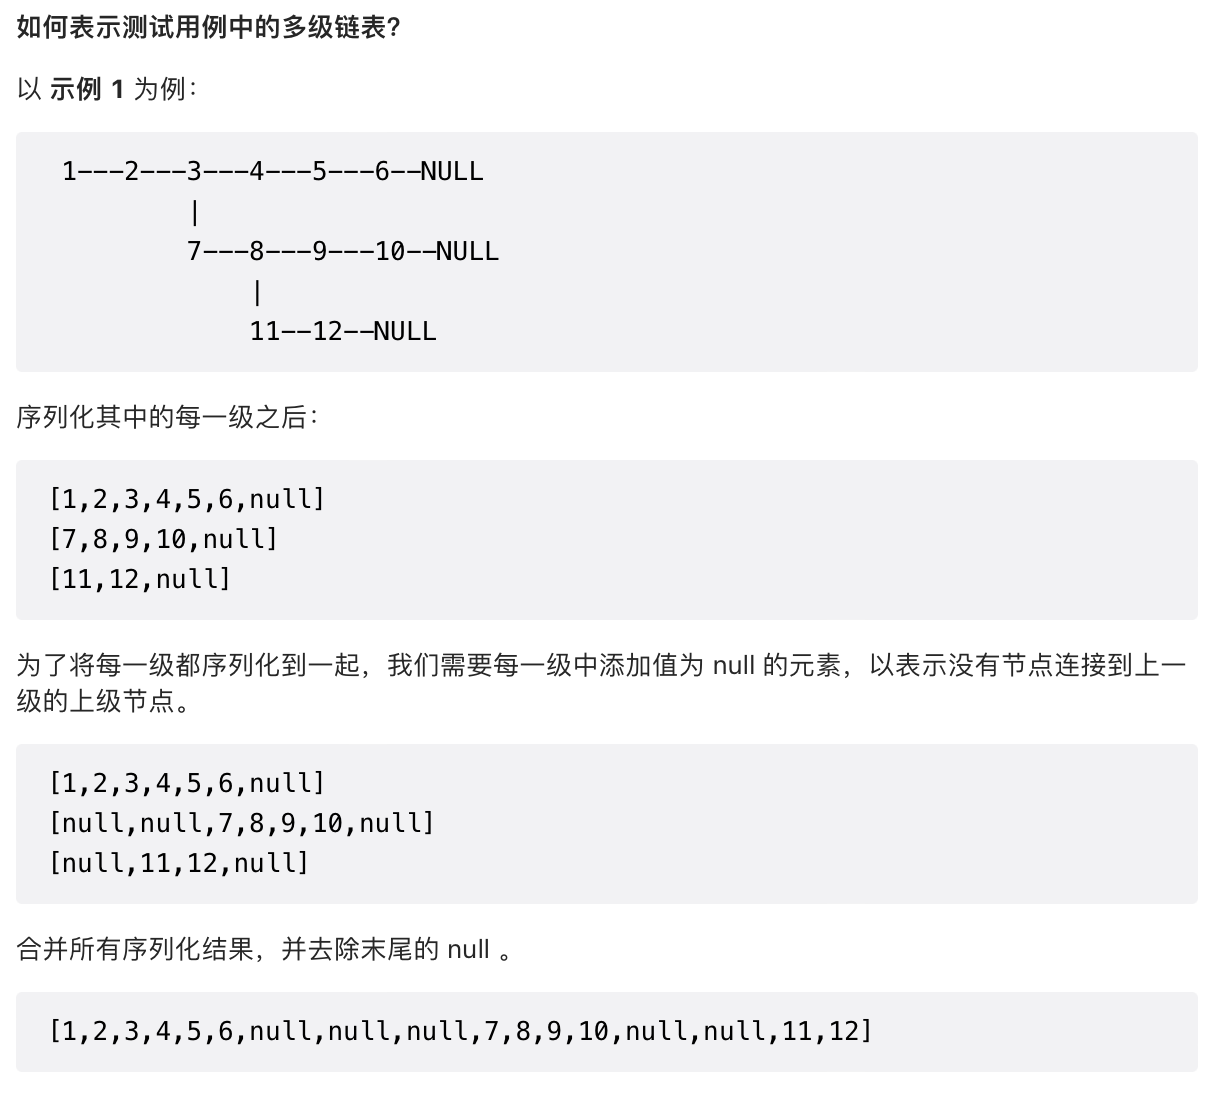 如何表示测试用例中的多级链表?
以 示例 1 为例：
1---2---3---4---5---6--NULL
|
7---8---9---10--NULL
|
11--12--NULL
序列化其中的每一级之后：
[1,2,3,4,5,6,null]
[7,8,9,10,null]
[11,12,null]
为了将每一级都序列化到一起，我们需要每一级中添加值为 null 的元素，以表示没有节点连接到上一
级的上级节点。
[1,2,3,4,5,6,null]
[null,null,7,8,9,10,null]
[null,11,12,null]
合并所有序列化结果，并去除末尾的 null 。
[1,2,3,4,5,6,null,null,null,7,8,9,10,null,null,11,12]